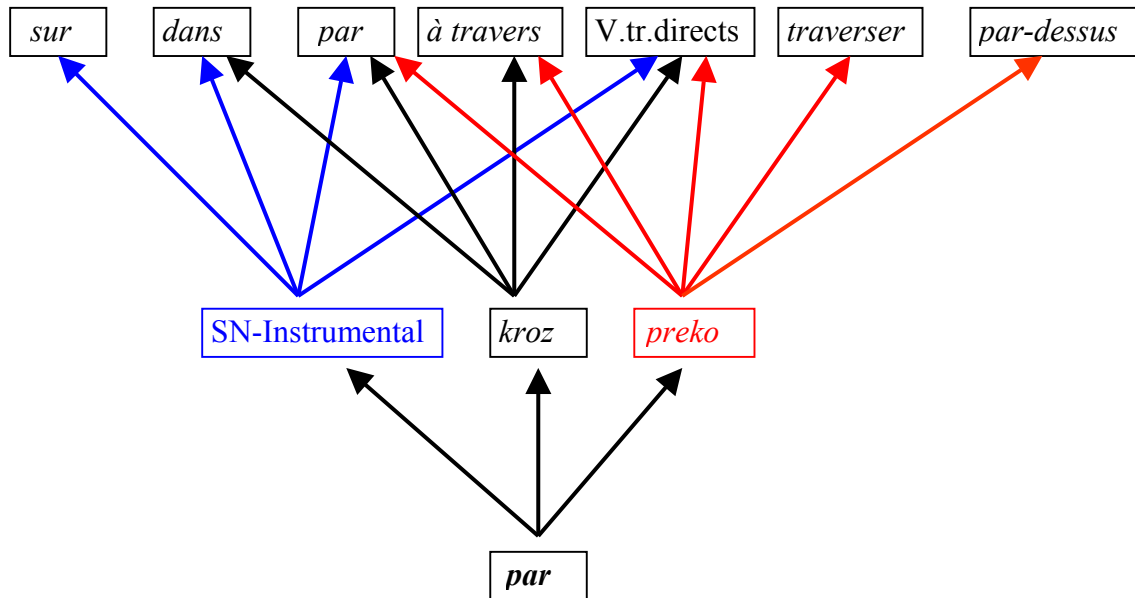 sur dans par à travers V.tr.directs traverser par-dessus
SN-Instrumental kroz preko
par